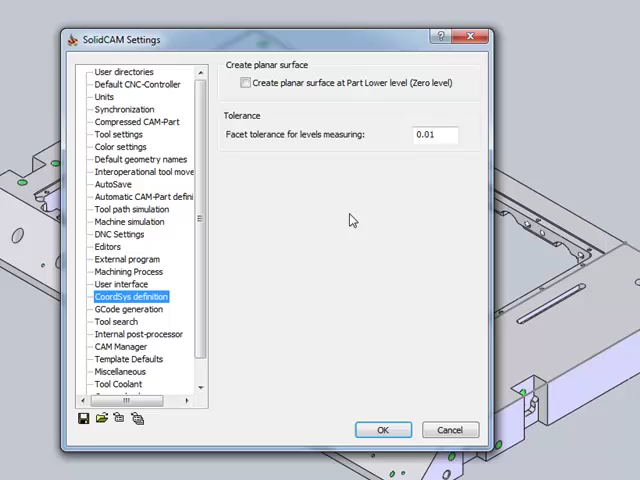 SolidCAM Settings
User directories
Default CNC-Controller
Units
Synchronization
Compressed CAM-Part
Tool settings
Color settings
Default geometry names
Interoperational tool move
AutoSave
Automatic CAM-Part defini
Tool path simulation
Machine simulation
DNC Settings
Editors
External program
Machining Process
User interface
CoordSys definition
GCode generation
Tool search
Internal post-processor
CAM Manager
Template Defaults
Miscellaneous
Tool Coolant
Create planar surface
Create planar surface at Part Lower level (Zero level)
Tolerance
Facet tolerance for levels measuring: 0.01
OK Cancel